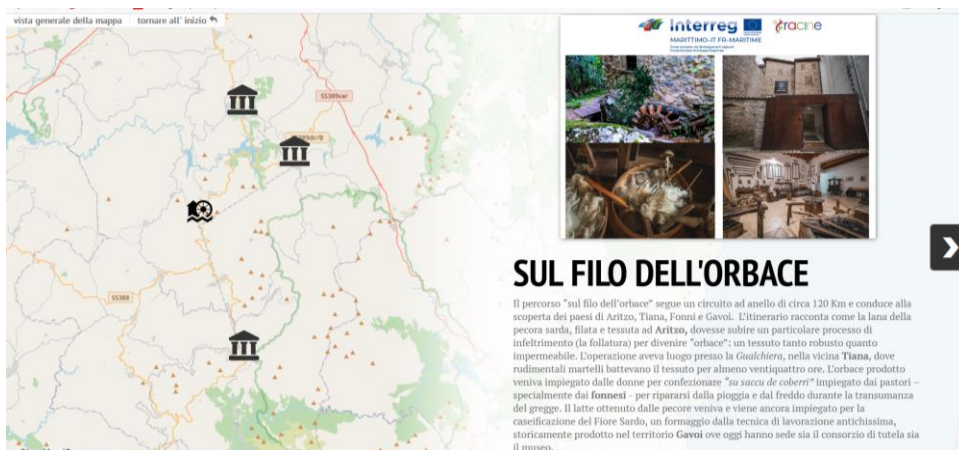 vista generale della mappa
tornare all' inizio
SS389var
SS388
Interreg
racine
MARITTIMO-IT FR-MARITIME
SUL FILO DELL'ORBACE
Il percorso "sul filo dell'orbace" segue un circuito ad anello di circa 120 Km e conduce alla
scoperta dei paesi di Aritzo, Tiana, Fonni e Gavoi. L'itinerario racconta come la lana della
pecora sarda, filata e tessuta ad Aritzo, dovesse subire un particolare processo di
infeltrimento (la follatura) per divenire "orbace": un tessuto tanto robusto quanto
impermeabile. L'operazione aveva luogo presso la Gualchiera, nella vicina Tiana, dove
rudimentali martelli battevano il tessuto per almeno ventiquattro ore. L'orbace prodotto
veniva impiegato dalle donne per confezionare "su saccu de coberri" impiegato dai pastori –
specialmente dai fonnesi - per ripararsi dalla pioggia e dal freddo durante la transumanza
del gregge. Il latte ottenuto dalle pecore veniva e viene ancora impiegato per la
caseificazione del Fiore Sardo, un formaggio dalla tecnica di lavorazione antichissima,
storicamente prodotto nel territorio Gavoi ove oggi hanno sede sia il consorzio di tutela sia
il museo.